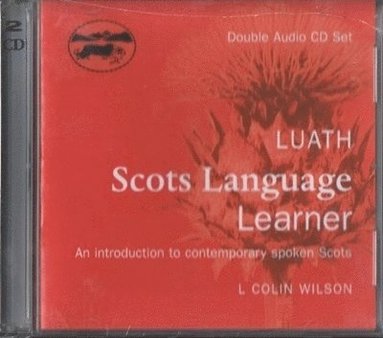 2
CD
Double Audio CD Set
LUATH
Scots Language
Learner
An introduction to contemporary spoken Scots
L COLIN WILSON